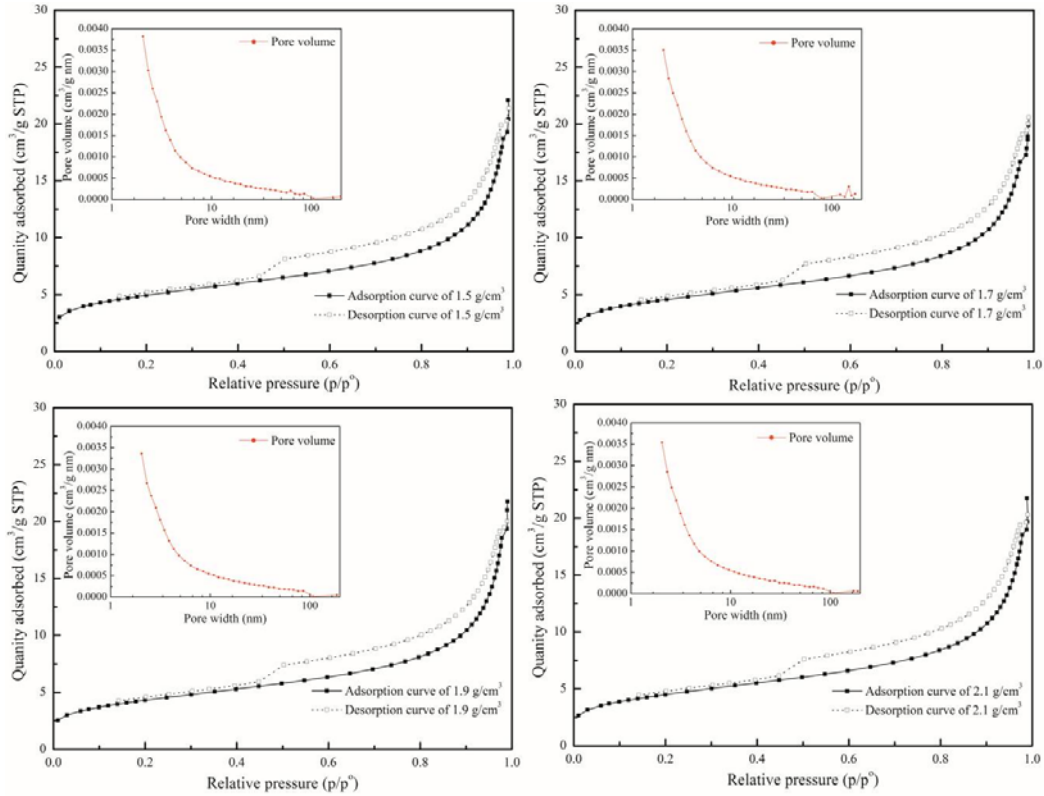 30
25
20
15
10
5
0
Quanity adsorbed (cm³/g STP)
0.0040
0.0035
0.0030
0.0025
0.0020
0.0015
0.0010
0.0005
0.0000
Pore volume (cm³/g nm)
Pore volume
1 10 100
Pore width (nm)
Adsorption curve of 1.5 g/cm³
Desorption curve of 1.5 g/cm³
0.0 0.2 0.4 0.6 0.8 1.0
Relative pressure (p/pº)
30
25
20
15
10
5
0
Quanity adsorbed (cm³/g STP)
0.0040
0.0035
0.0030
0.0025
0.0020
0.0015
0.0010
0.0005
0.0000
Pore volume (cm³/g nm)
Pore volume
1 10 100
Pore width (nm)
Adsorption curve of 1.7 g/cm³
Desorption curve of 1.7 g/cm³
0.0 0.2 0.4 0.6 0.8 1.0
Relative pressure (p/pº)
30
25
20
15
10
5
0
Quanity adsorbed (cm³/g STP)
0.0040
0.0035
0.0030
0.0025
0.0020
0.0015
0.0010
0.0005
0.0000
Pore volume (cm³/g nm)
Pore volume
1 10 100
Pore width (nm)
Adsorption curve of 1.9 g/cm³
Desorption curve of 1.9 g/cm³
0.0 0.2 0.4 0.6 0.8 1.0
Relative pressure (p/pº)
30
25
20
15
10
5
0
Quanity adsorbed (cm³/g STP)
0.0040
0.0035
0.0030
0.0025
0.0020
0.0015
0.0010
0.0005
0.0000
Pore volume (cm³/g nm)
Pore volume
1 10 100
Pore width (nm)
Adsorption curve of 2.1 g/cm³
Desorption curve of 2.1 g/cm³
0.0 0.2 0.4 0.6 0.8 1.0
Relative pressure (p/pº)